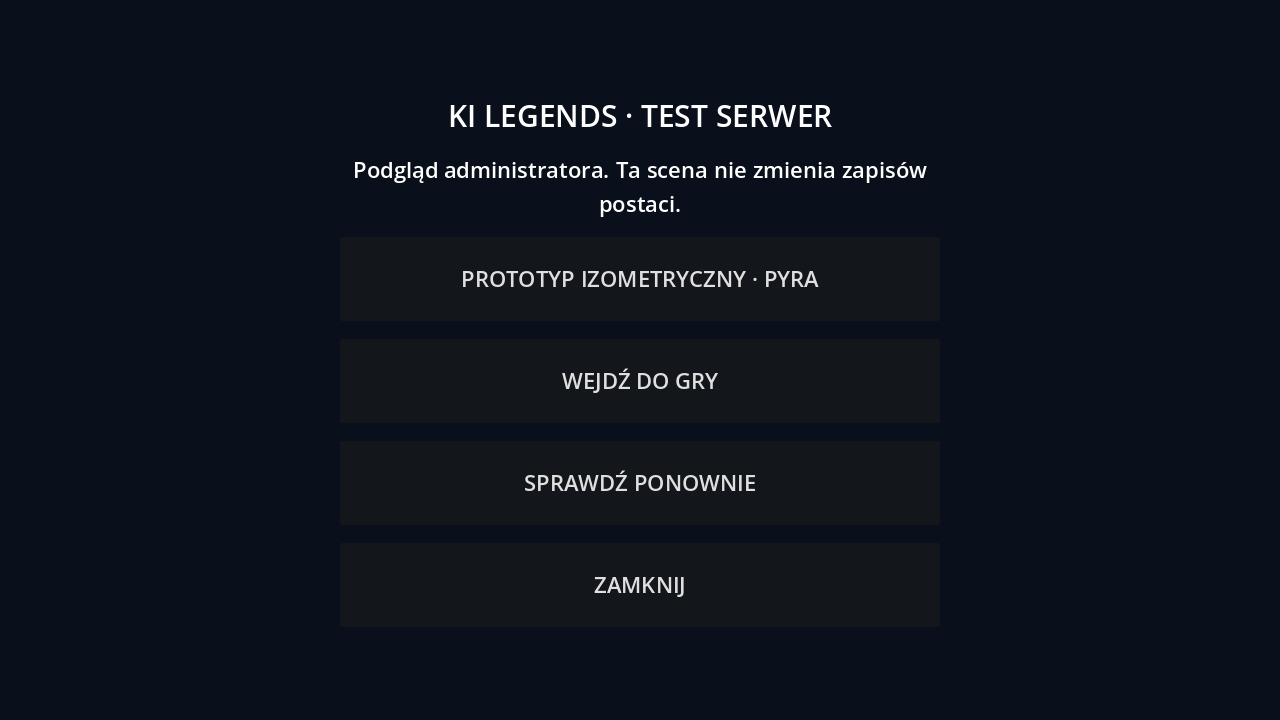 KI LEGENDS · TEST SERWER
Podgląd administratora. Ta scena nie zmienia zapisów
postaci.
PROTOTYP IZOMETRYCZNY · PYRA
WEJDŹ DO GRY
SPRAWDŹ PONOWNIE
ZAMKNIJ